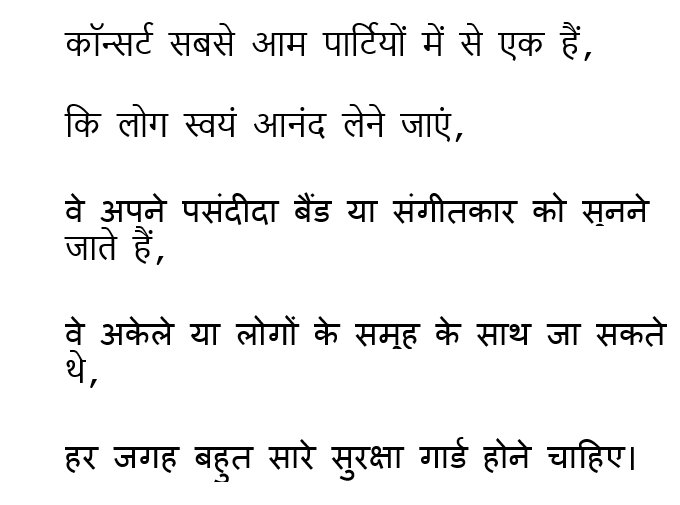 कॉन्सर्ट सबसे आम पार्टियों में से एक हैं,
कि लोग स्वयं आनंद लेने जाएं,
वे अपने पसंदीदा बैंड या संगीतकार को सुनने
जाते हैं,
वे अकेले या लोगों के समूह के साथ जा सकते
थे,
हर जगह बहुत सारे सुरक्षा गार्ड होने चाहिए।